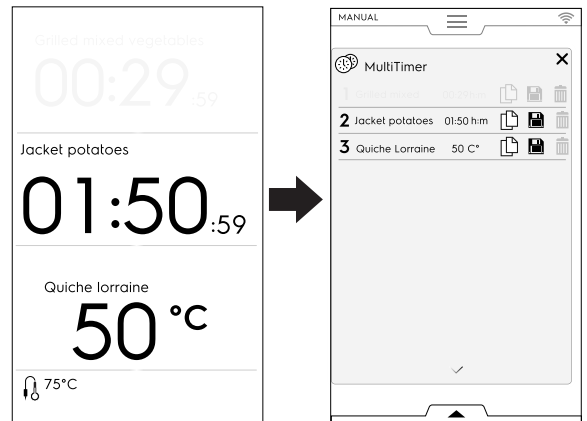 Grilled mixed vegetables
00:29:59
Jacket potatoes
01:50:59
Quiche lorraine
50 °C
75°C
MANUAL
MultiTimer
1
2 Jacket potatoes 01:50 h:m
3 Quiche Lorraine 50 C°